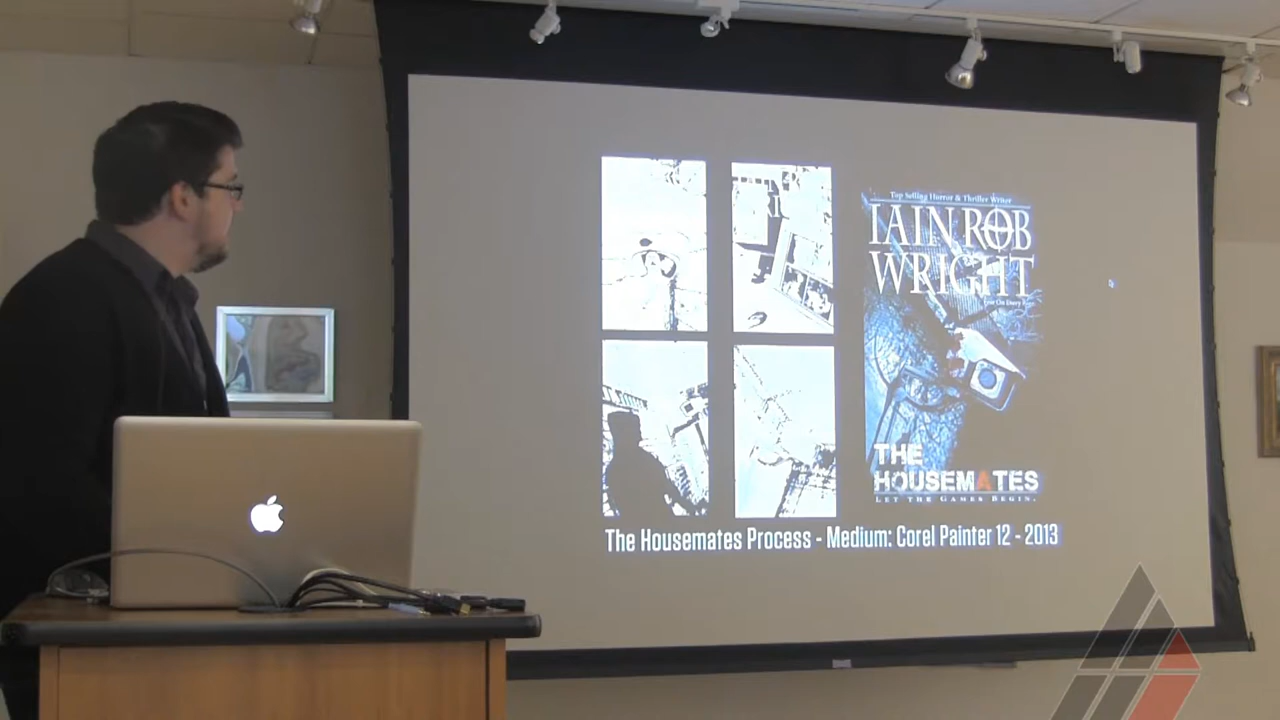 Top Selling Horror & Thriller Writer
IAIN ROB
WRIGHT
THE
HOUSEMATES
LET THE GAMES BEGIN.
The Housemates Process - Medium: Corel Painter 12 - 2013